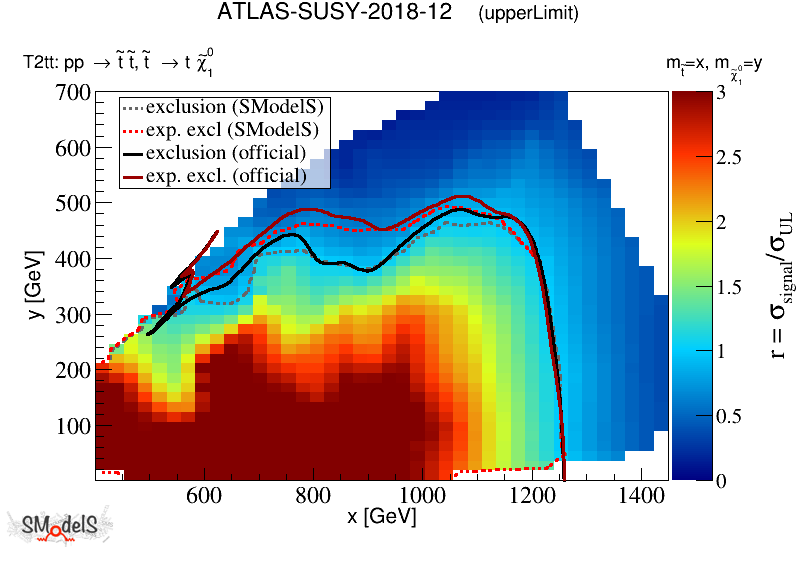 ATLAS-SUSY-2018-12 (upperLimit)
T2tt: pp → t̃ t̃, t̃ → t χ̃⁰₁
m_t̃=x, m_χ̃⁰₁=y
exclusion (SModelS)
exp. excl (SModelS)
exclusion (official)
exp. excl. (official)
700
600
500
400
300
200
100
y [GeV]
600 800 1000 1200 1400
x [GeV]
3
2.5
2
1.5
1
0.5
0
r = σ_signal/σ_UL
SModelS